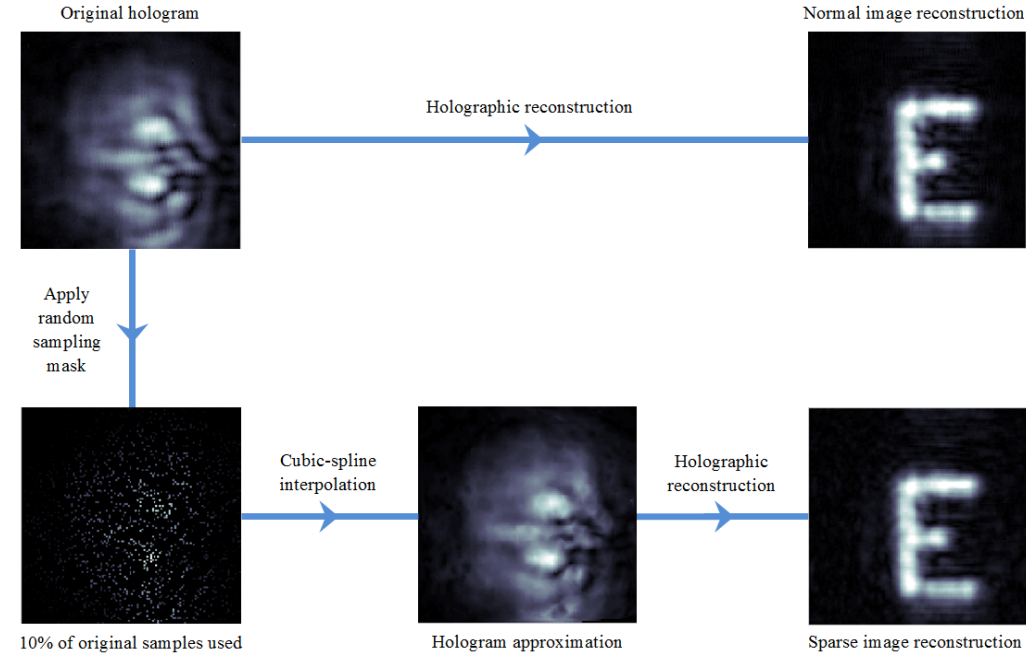 Original hologram
Normal image reconstruction
Holographic reconstruction
E
Apply
random
sampling
mask
Cubic-spline
interpolation
Holographic
reconstruction
E
10% of original samples used
Hologram approximation
Sparse image reconstruction